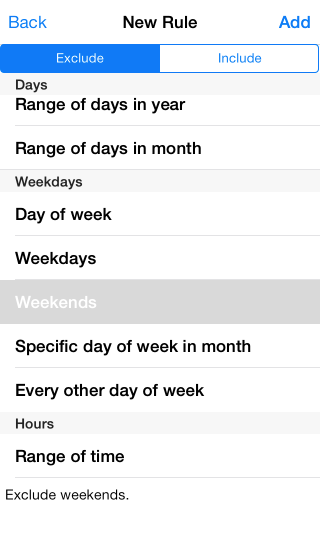 Back New Rule Add
Exclude Include
Days
Range of days in year
Range of days in month
Weekdays
Day of week
Weekdays
Weekends
Specific day of week in month
Every other day of week
Hours
Range of time
Exclude weekends.